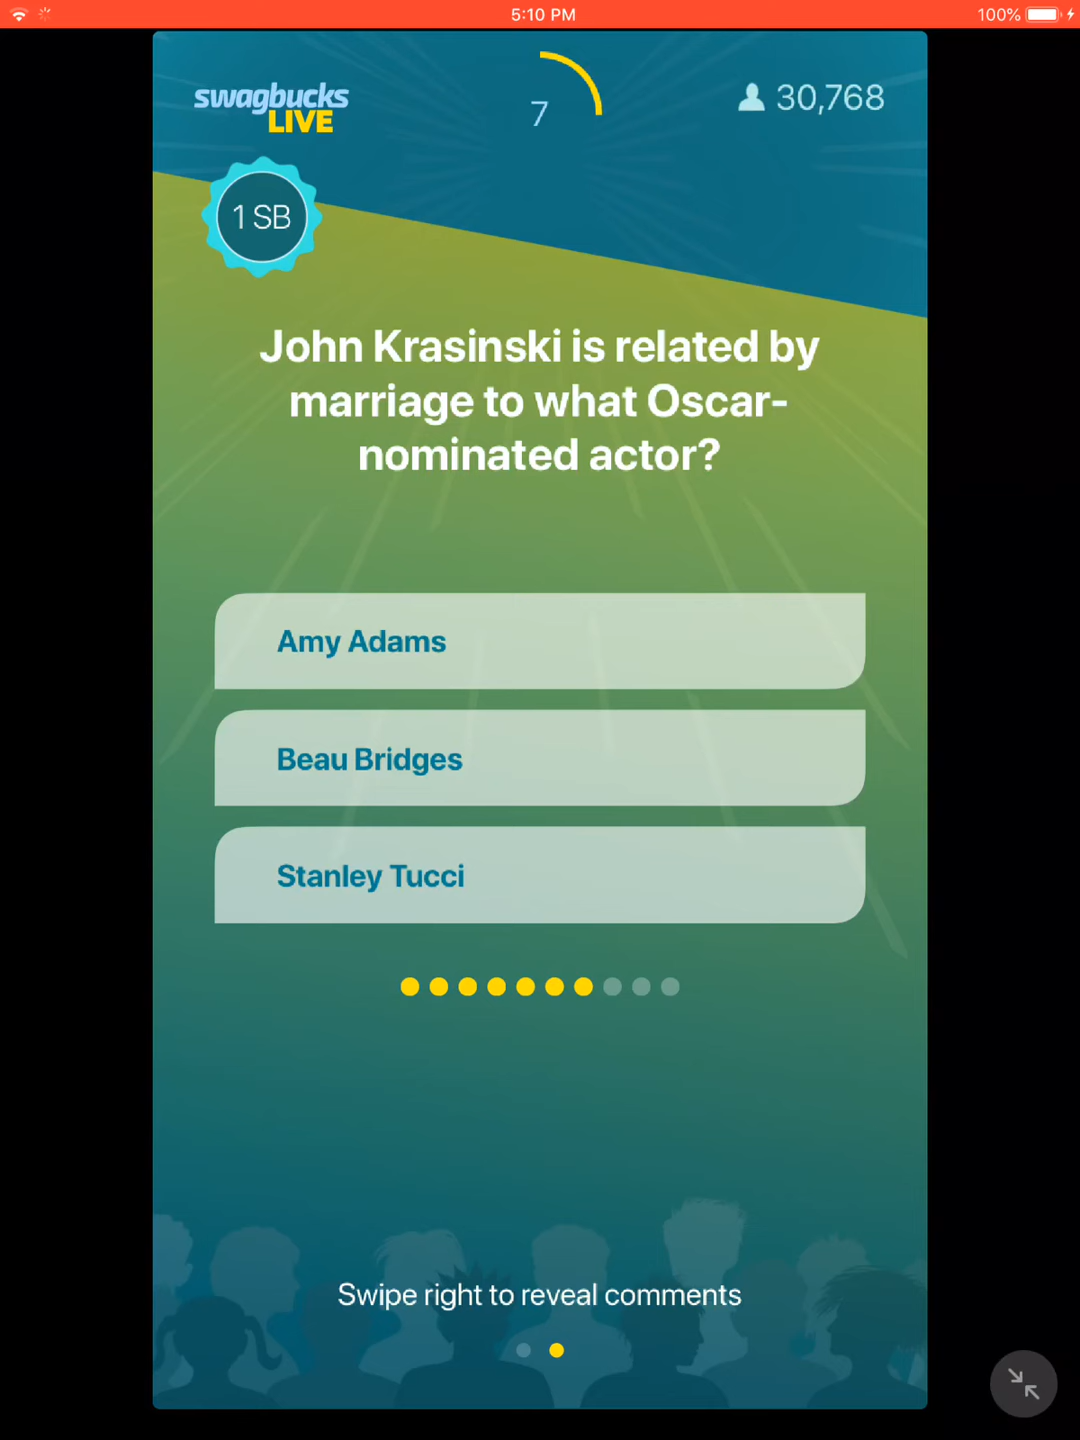 5:10 PM
100%
swagbucks
LIVE
7
30,768
1 SB
John Krasinski is related by
marriage to what Oscar-
nominated actor?
Amy Adams
Beau Bridges
Stanley Tucci
Swipe right to reveal comments